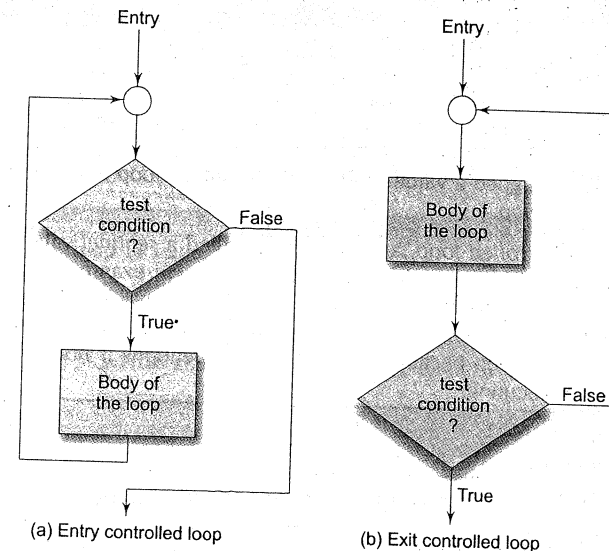 Entry
test
condition
?
False
True
Body of
the loop
(a) Entry controlled loop
Entry
Body of
the loop
test
condition
?
False
True
(b) Exit controlled loop